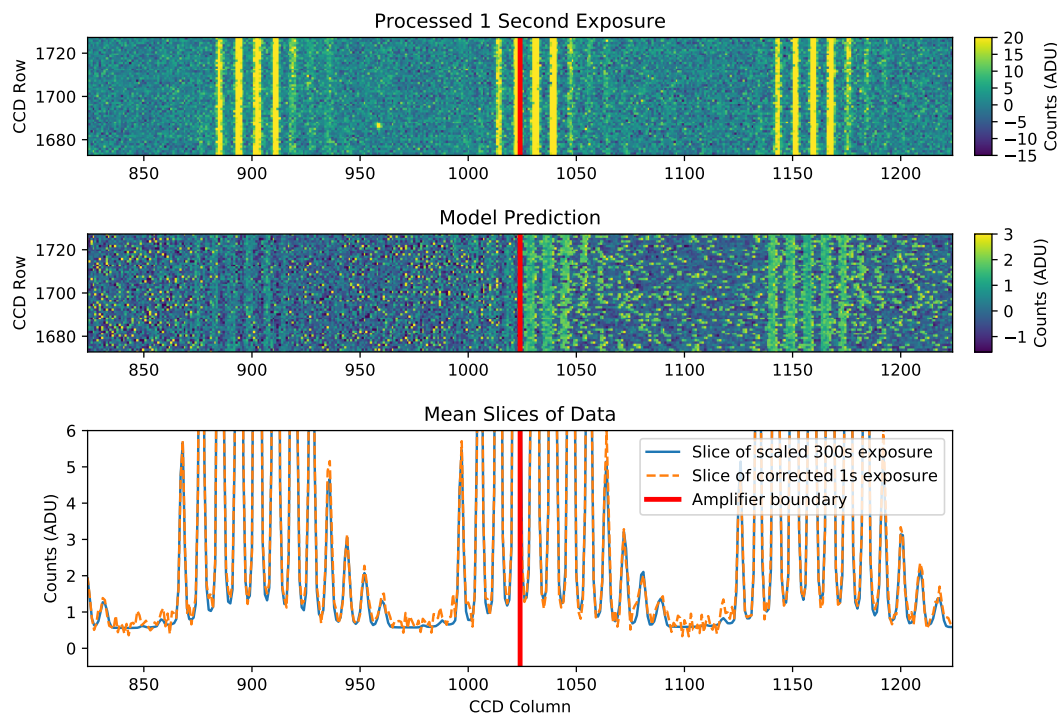 Processed 1 Second Exposure
CCD Row
1720
1700
1680
850 900 950 1000 1050 1100 1150 1200
20
15
10
5
0
−5
−10
−15
Counts (ADU)
Model Prediction
CCD Row
1720
1700
1680
850 900 950 1000 1050 1100 1150 1200
3
2
1
0
−1
Counts (ADU)
Mean Slices of Data
Counts (ADU)
6
5
4
3
2
1
0
Slice of scaled 300s exposure
Slice of corrected 1s exposure
Amplifier boundary
850 900 950 1000 1050 1100 1150 1200
CCD Column